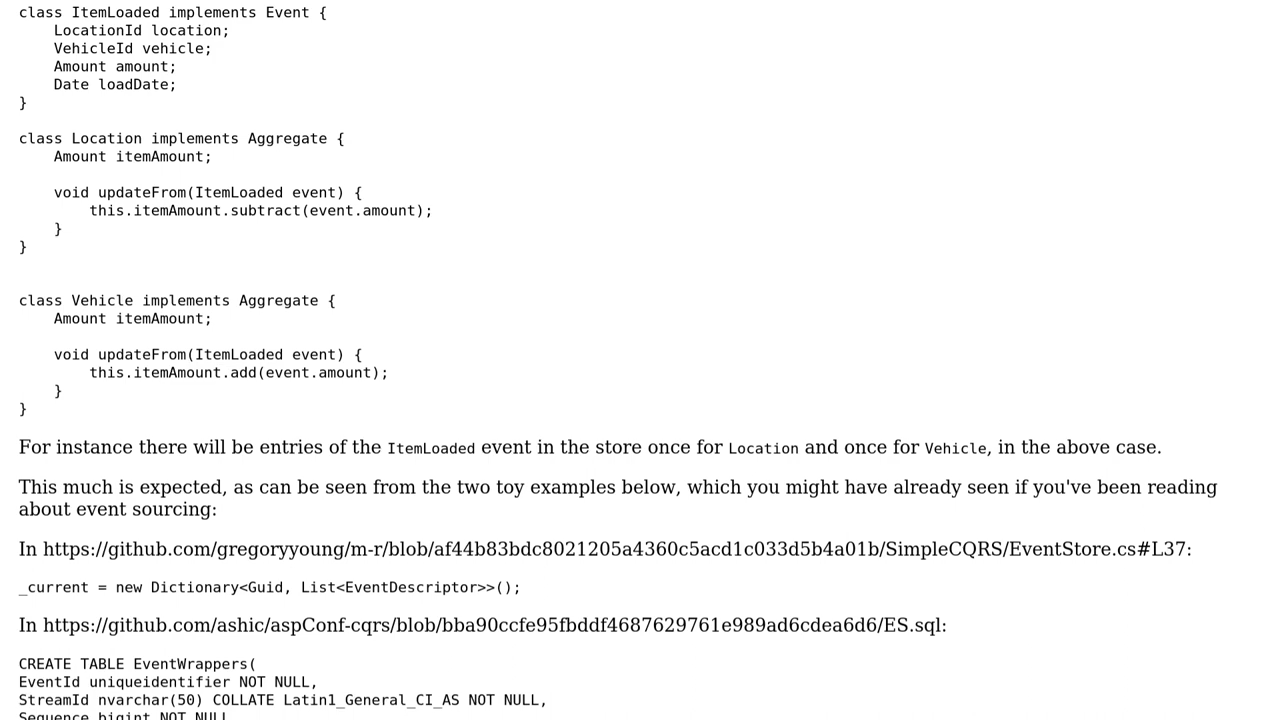 class ItemLoaded implements Event {
    LocationId location;
    VehicleId vehicle;
    Amount amount;
    Date loadDate;
}
class Location implements Aggregate {
    Amount itemAmount;
    void updateFrom(ItemLoaded event) {
        this.itemAmount.subtract(event.amount);
    }
}
class Vehicle implements Aggregate {
    Amount itemAmount;
    void updateFrom(ItemLoaded event) {
        this.itemAmount.add(event.amount);
    }
}
For instance there will be entries of the ItemLoaded event in the store once for Location and once for Vehicle, in the above case.
This much is expected, as can be seen from the two toy examples below, which you might have already seen if you've been reading
about event sourcing:
In https://github.com/gregoryyoung/m-r/blob/af44b83bdc8021205a4360c5acd1c033d5b4a01b/SimpleCQRS/EventStore.cs#L37:
_current = new Dictionary<Guid, List<EventDescriptor>>();
In https://github.com/ashic/aspConf-cqrs/blob/bba90ccfe95fbddf4687629761e989ad6cdea6d6/ES.sql:
CREATE TABLE EventWrappers(
EventId uniqueidentifier NOT NULL,
StreamId nvarchar(50) COLLATE Latin1_General_CI_AS NOT NULL,
Sequence bigint NOT NULL